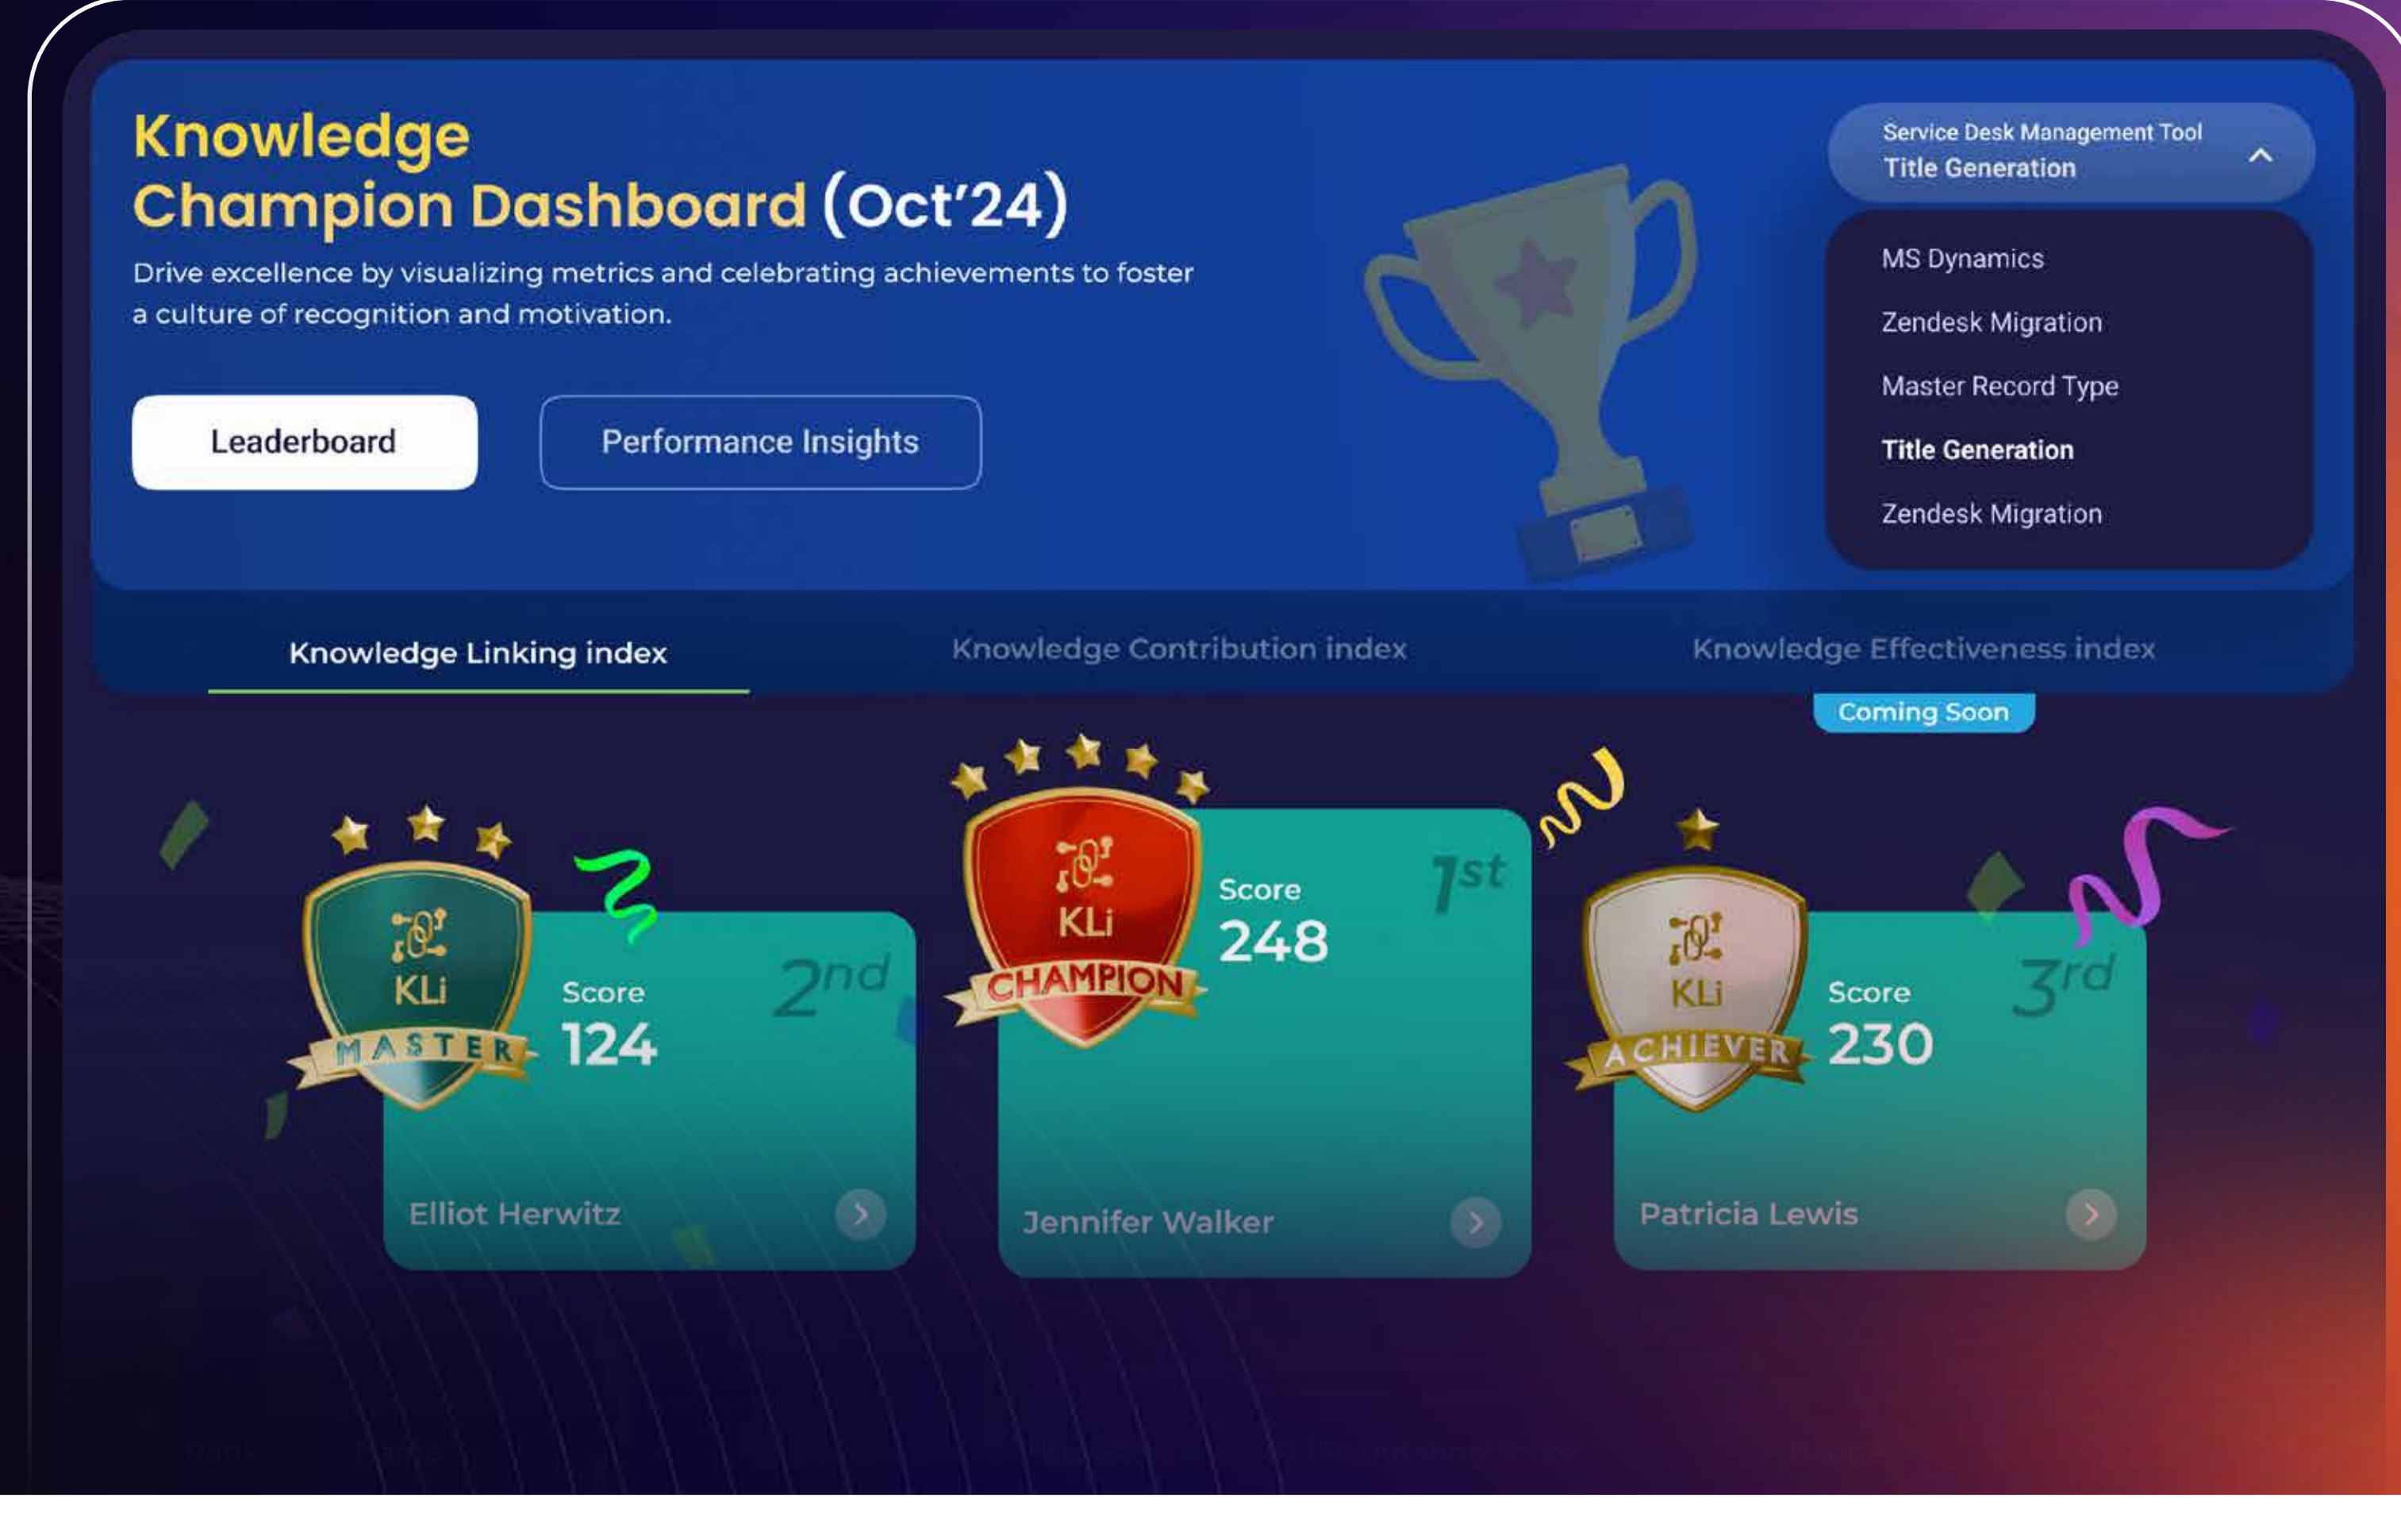 Knowledge
Champion Dashboard (Oct'24)
Drive excellence by visualizing metrics and celebrating achievements to foster
a culture of recognition and motivation.
Leaderboard
Performance Insights
Service Desk Management Tool
Title Generation
MS Dynamics
Zendesk Migration
Master Record Type
Title Generation
Zendesk Migration
Knowledge Linking index
Knowledge Contribution index
Knowledge Effectiveness index
Coming Soon
KLi
MASTER
Score
124
2nd
Elliot Herwitz
KLi
CHAMPION
Score
248
1st
Jennifer Walker
KLi
ACHIEVER
Score
230
3rd
Patricia Lewis
Rank
Name